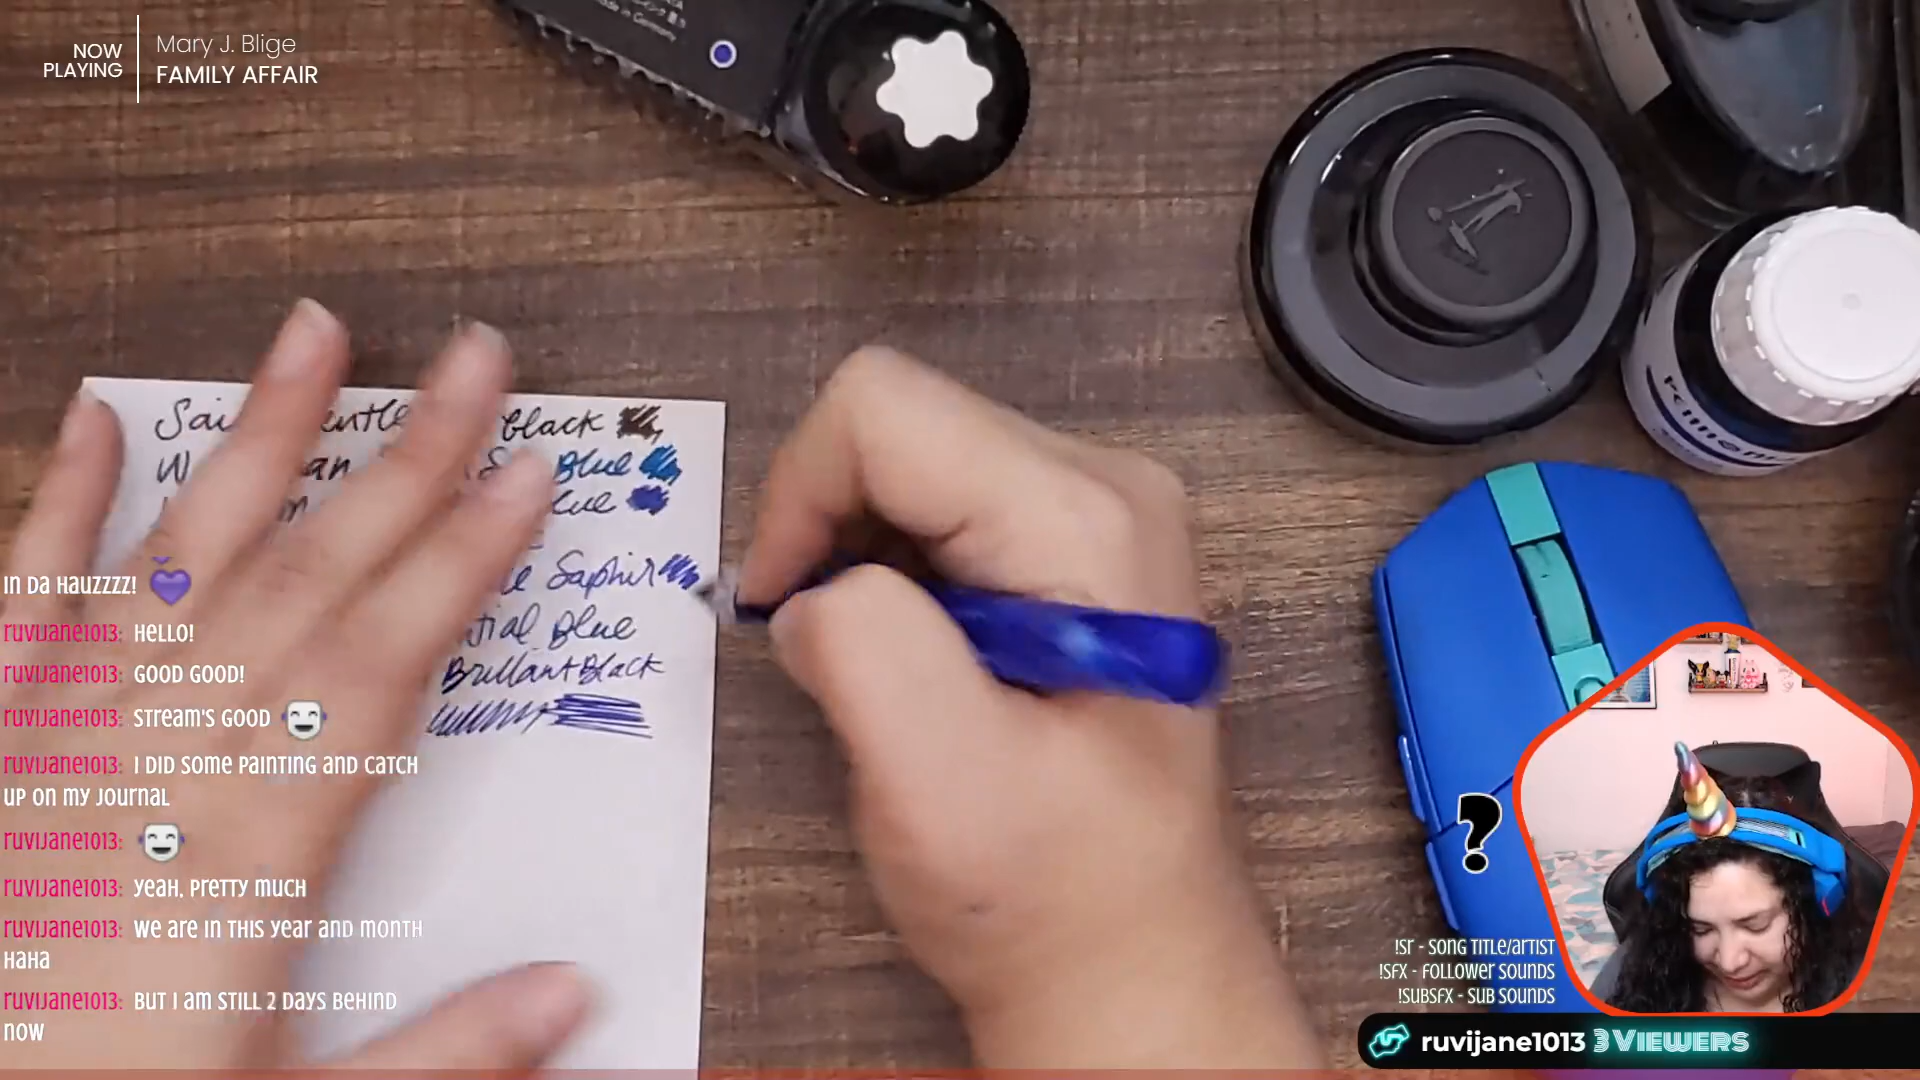 NOW PLAYING
Mary J. Blige
FAMILY AFFAIR
Made in Germany
Black
Blue
Saphir
Blue
Brillant Black
IN DA HAUZZZZ!
ruvijane1013: HELLO!
ruvijane1013: GOOD GOOD!
ruvijane1013: STREAM'S GOOD
ruvijane1013: I DID SOME PAINTING AND CATCH
UP ON MY JOURNAL
ruvijane1013:
ruvijane1013: YEAH, PRETTY MUCH
ruvijane1013: WE ARE IN THIS YEAR AND MONTH
HAHA
ruvijane1013: BUT I AM STILL 2 DAYS BEHIND
NOW
?
!SR - SONG TITLE/ARTIST
!SFX - FOLLOWER SOUNDS
!SUBSFX - SUB SOUNDS
ruvijane1013 3 VIEWERS